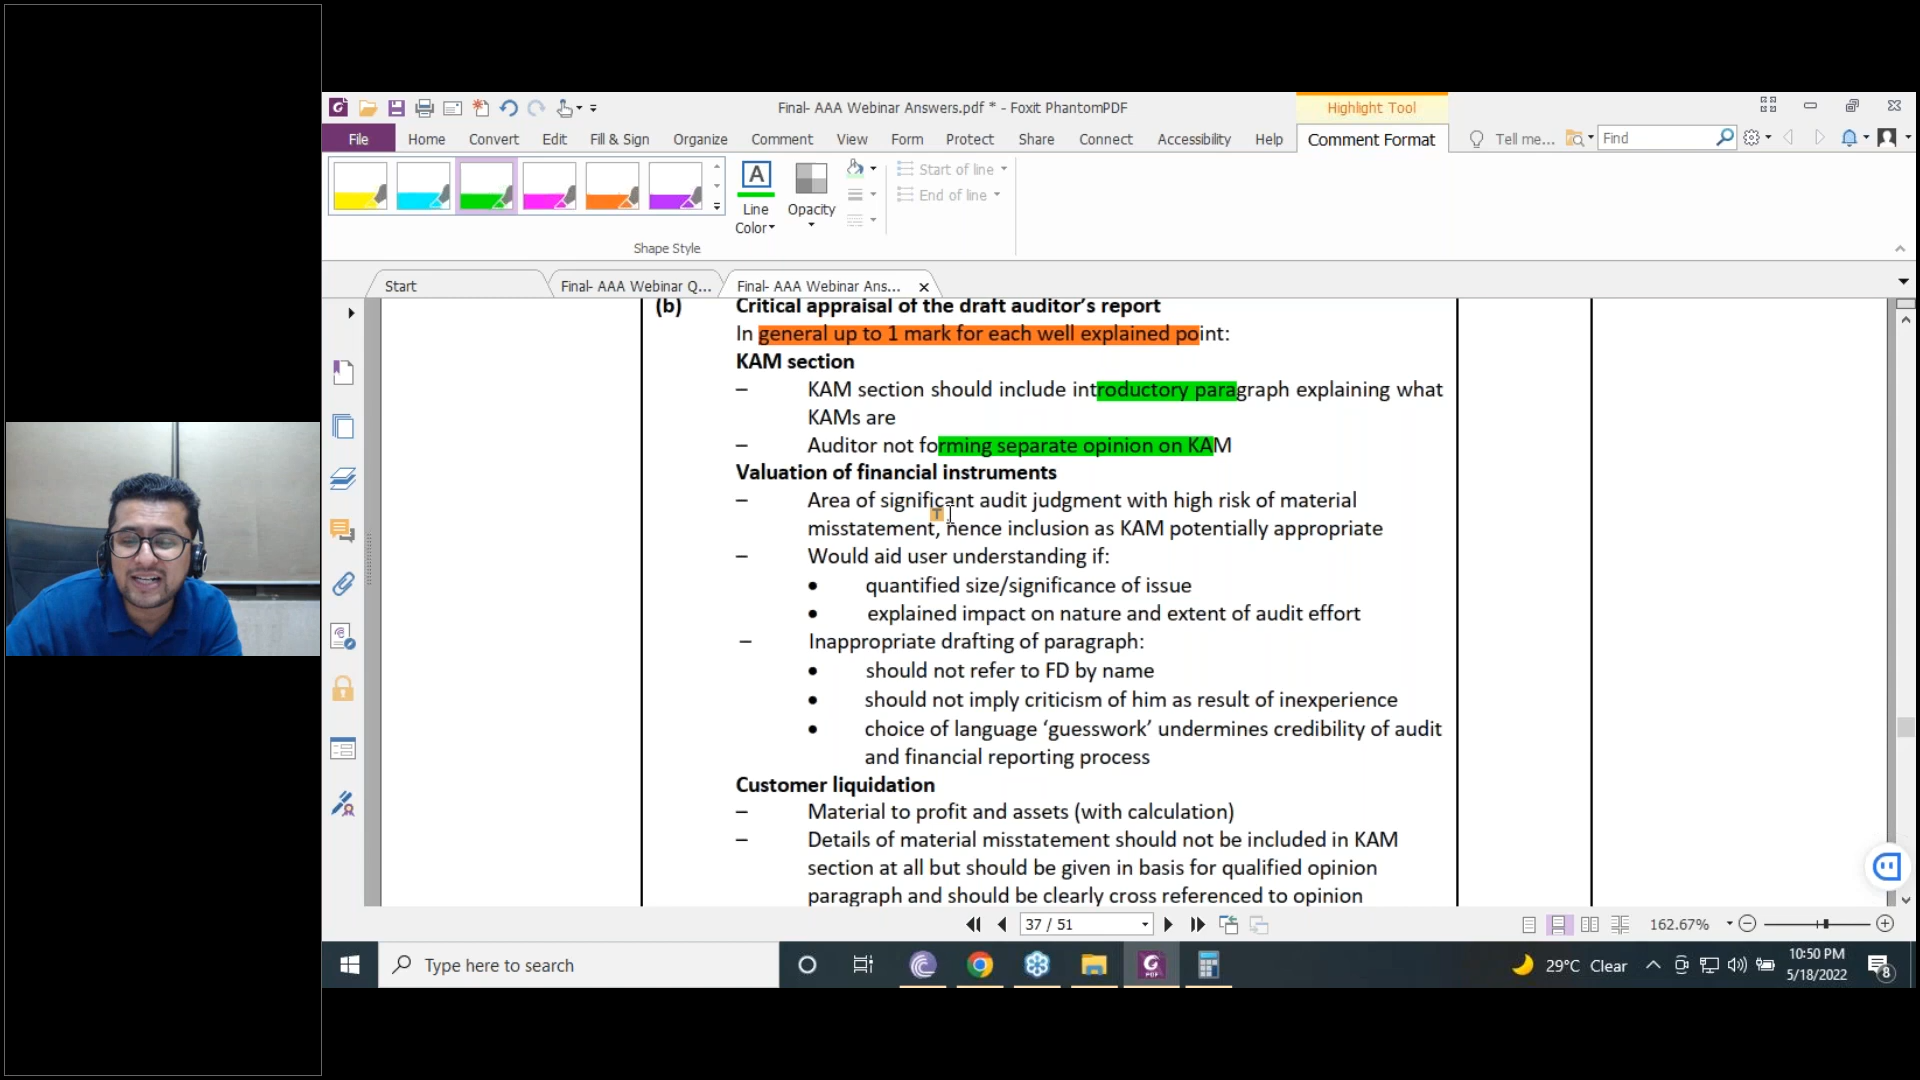 Final- AAA Webinar Answers.pdf * - Foxit PhantomPDF
Highlight Tool
File Home Convert Edit Fill & Sign Organize Comment View Form Protect Share Connect Accessibility Help Comment Format Tell me... Find
A
Line Color
Opacity
Start of line
End of line
Shape Style
Start
Final- AAA Webinar Q...
Final- AAA Webinar Ans...
(b) Critical appraisal of the draft auditor's report
In general up to 1 mark for each well explained point:
KAM section
– KAM section should include introductory paragraph explaining what
KAMs are
– Auditor not forming separate opinion on KAM
Valuation of financial instruments
– Area of significant audit judgment with high risk of material
misstatement, hence inclusion as KAM potentially appropriate
– Would aid user understanding if:
• quantified size/significance of issue
• explained impact on nature and extent of audit effort
– Inappropriate drafting of paragraph:
• should not refer to FD by name
• should not imply criticism of him as result of inexperience
• choice of language ‘guesswork’ undermines credibility of audit
and financial reporting process
Customer liquidation
– Material to profit and assets (with calculation)
– Details of material misstatement should not be included in KAM
section at all but should be given in basis for qualified opinion
paragraph and should be clearly cross referenced to opinion
37 / 51
162.67%
Type here to search
29°C Clear
10:50 PM
5/18/2022
8